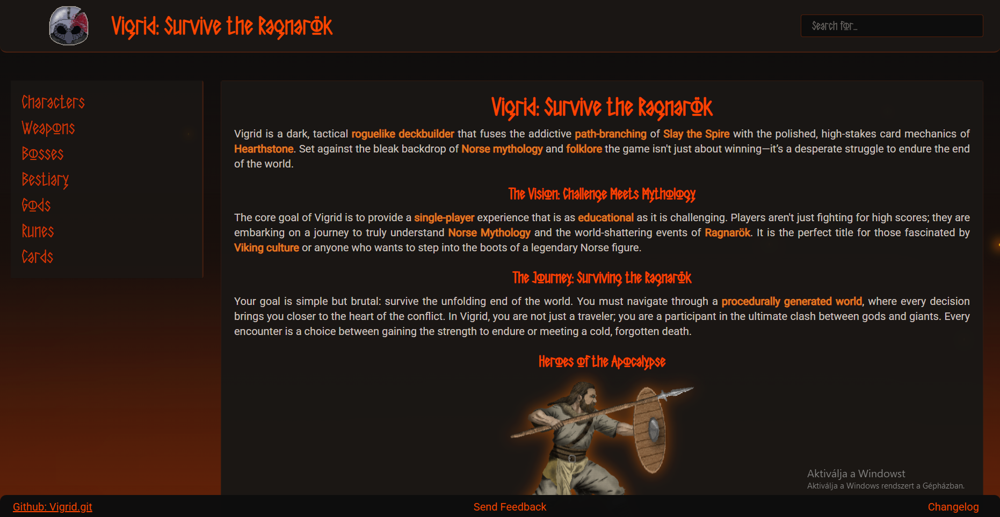 Vigrid: Survive the Ragnarök
Search for...
Characters
Weapons
Bosses
Bestiary
Gods
Runes
Cards
Vigrid: Survive the Ragnarök
Vigrid is a dark, tactical roguelike deckbuilder that fuses the addictive path-branching of Slay the Spire with the polished, high-stakes card mechanics of
Hearthstone. Set against the bleak backdrop of Norse mythology and folklore the game isn't just about winning—it’s a desperate struggle to endure the end
of the world.
The Vision: Challenge Meets Mythology
The core goal of Vigrid is to provide a single-player experience that is as educational as it is challenging. Players aren't just fighting for high scores; they are
embarking on a journey to truly understand Norse Mythology and the world-shattering events of Ragnarök. It is the perfect title for those fascinated by
Viking culture or anyone who wants to step into the boots of a legendary Norse figure.
The Journey: Surviving the Ragnarök
Your goal is simple but brutal: survive the unfolding end of the world. You must navigate through a procedurally generated world, where every decision
brings you closer to the heart of the conflict. In Vigrid, you are not just a traveler; you are a participant in the ultimate clash between gods and giants. Every
encounter is a choice between gaining the strength to endure or meeting a cold, forgotten death.
Heroes of the Apocalypse
Aktiválja a Windowst
Aktiválja a Windows rendszert a Gépházban.
Github: Vigrid.git
Send Feedback
Changelog